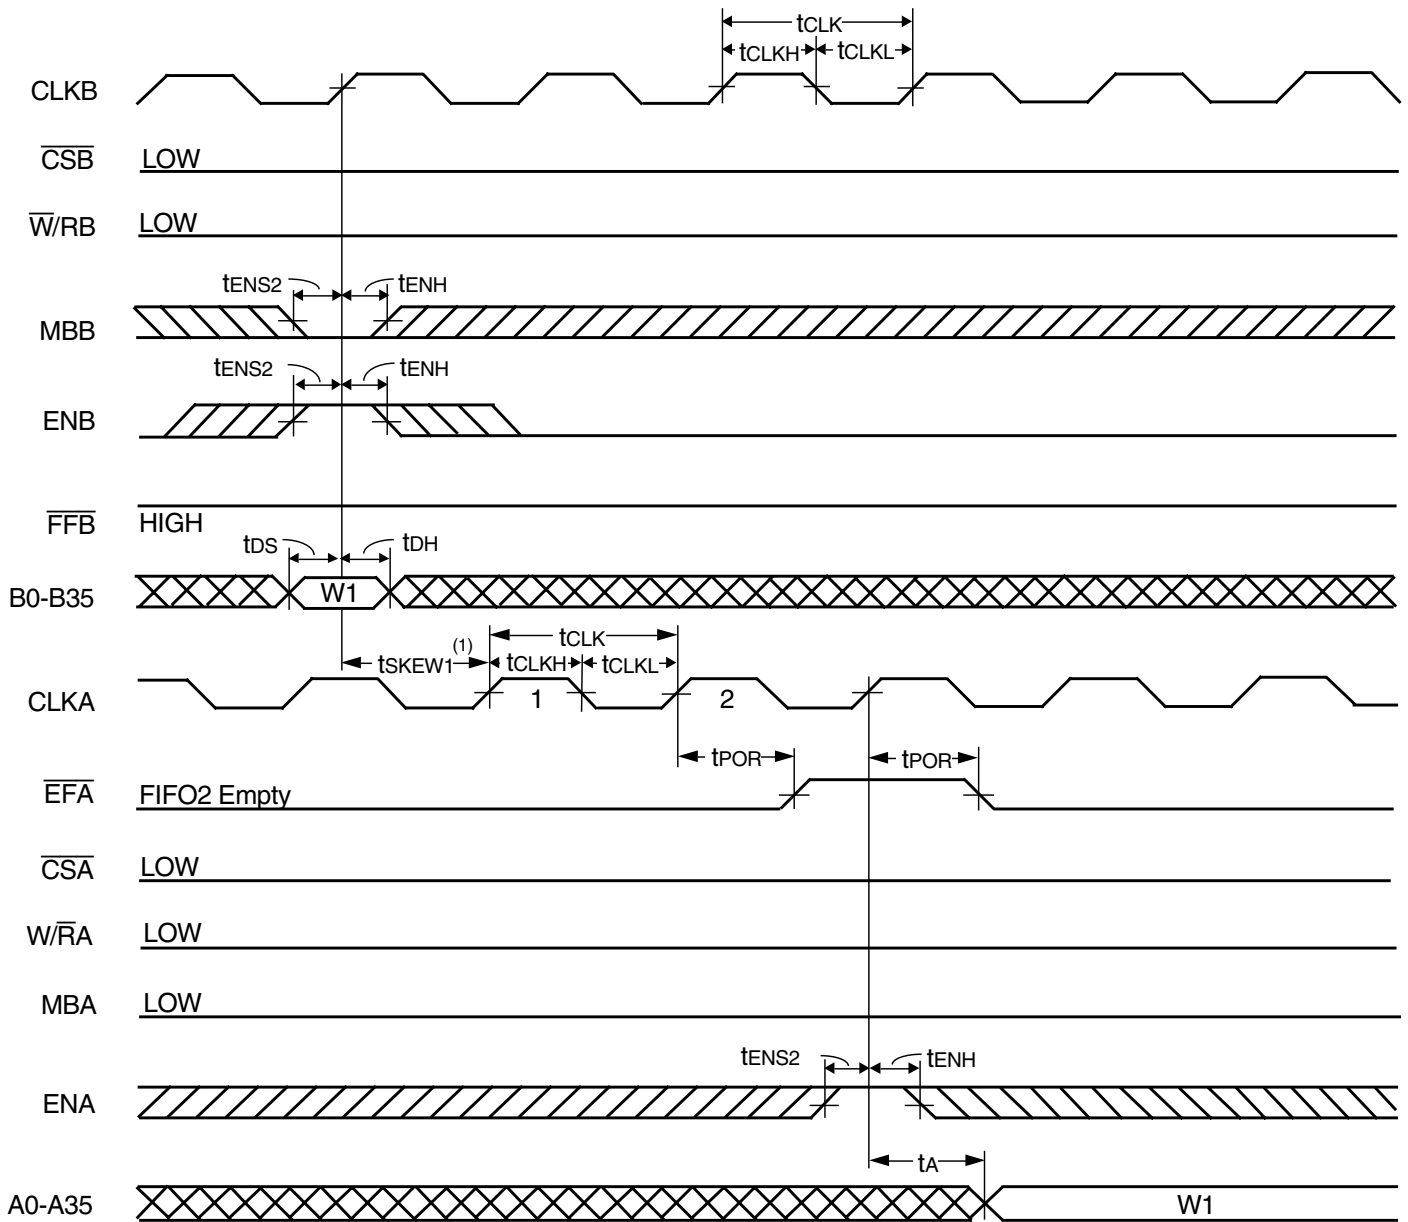 tCLK
tCLKH tCLKL
CLKB
CSB LOW
W/RB LOW
tENS2 tENH
MBB
tENS2 tENH
ENB
FFB HIGH
tDS tDH
B0-B35 W1
tCLK
tSKEW1(1) tCLKH tCLKL
CLKA 1 2
tPOR tPOR
EFA FIFO2 Empty
CSA LOW
W/RA LOW
MBA LOW
tENS2 tENH
ENA
tA
A0-A35 W1